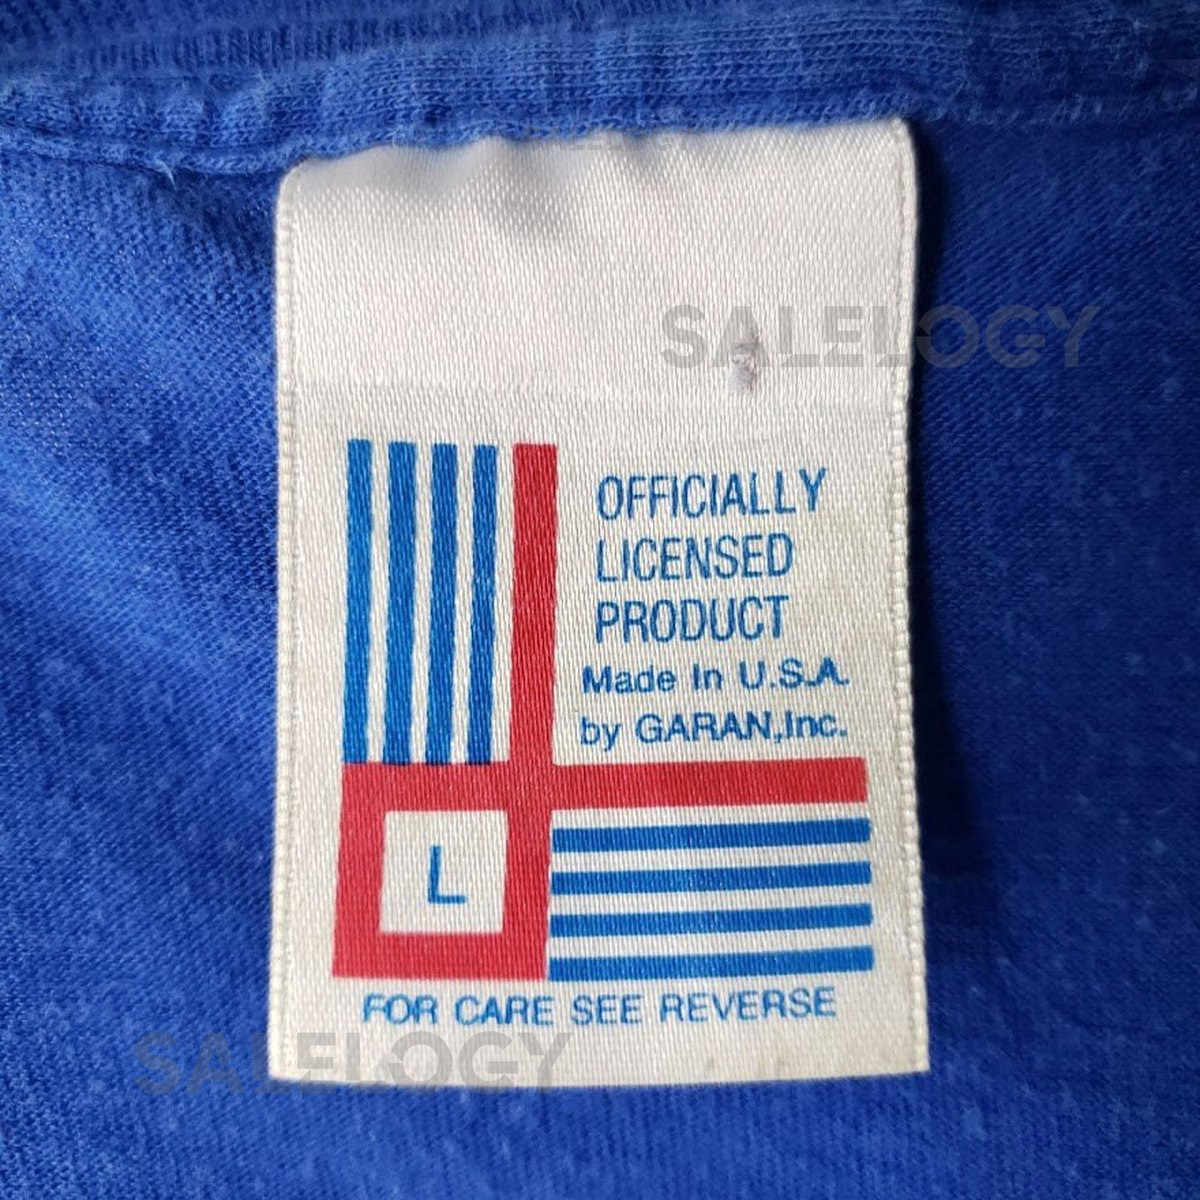 SALELOGY
OFFICIALLY
LICENSED
PRODUCT
Made In U.S.A.
by GARAN,Inc.
L
FOR CARE SEE REVERSE
SALELOGY